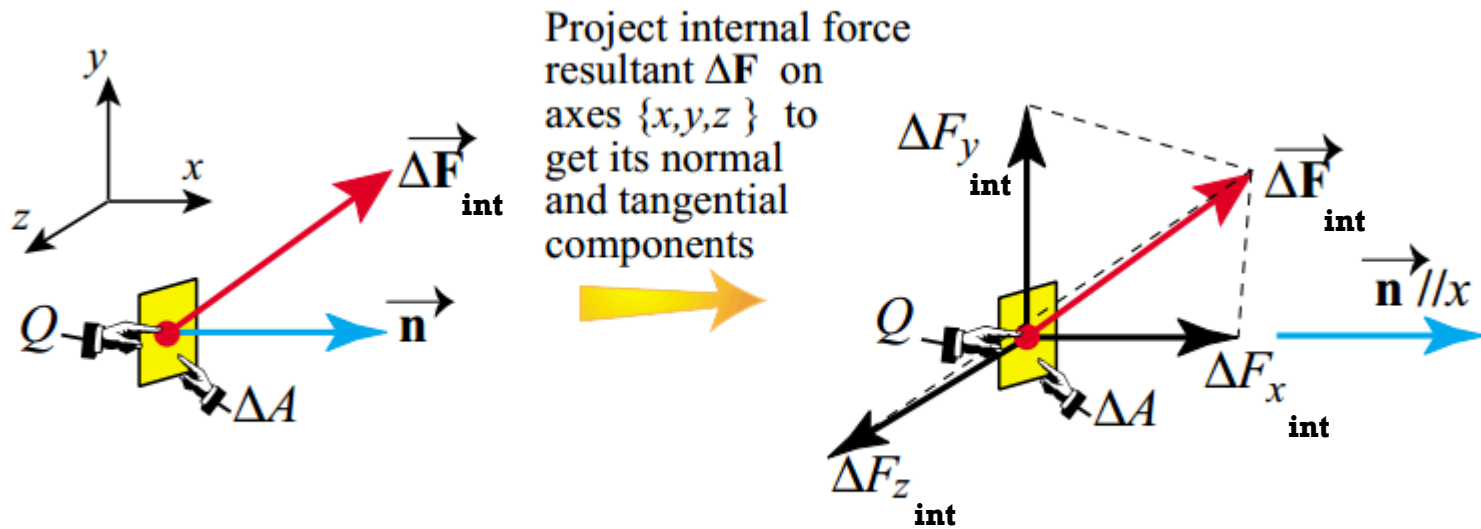 y
x
z
ΔF int
Q
n
ΔA
Project internal force
resultant ΔF on
axes {x,y,z } to
get its normal
and tangential
components
ΔFy int
ΔF int
n //x
Q
ΔFx int
ΔA
ΔFz int